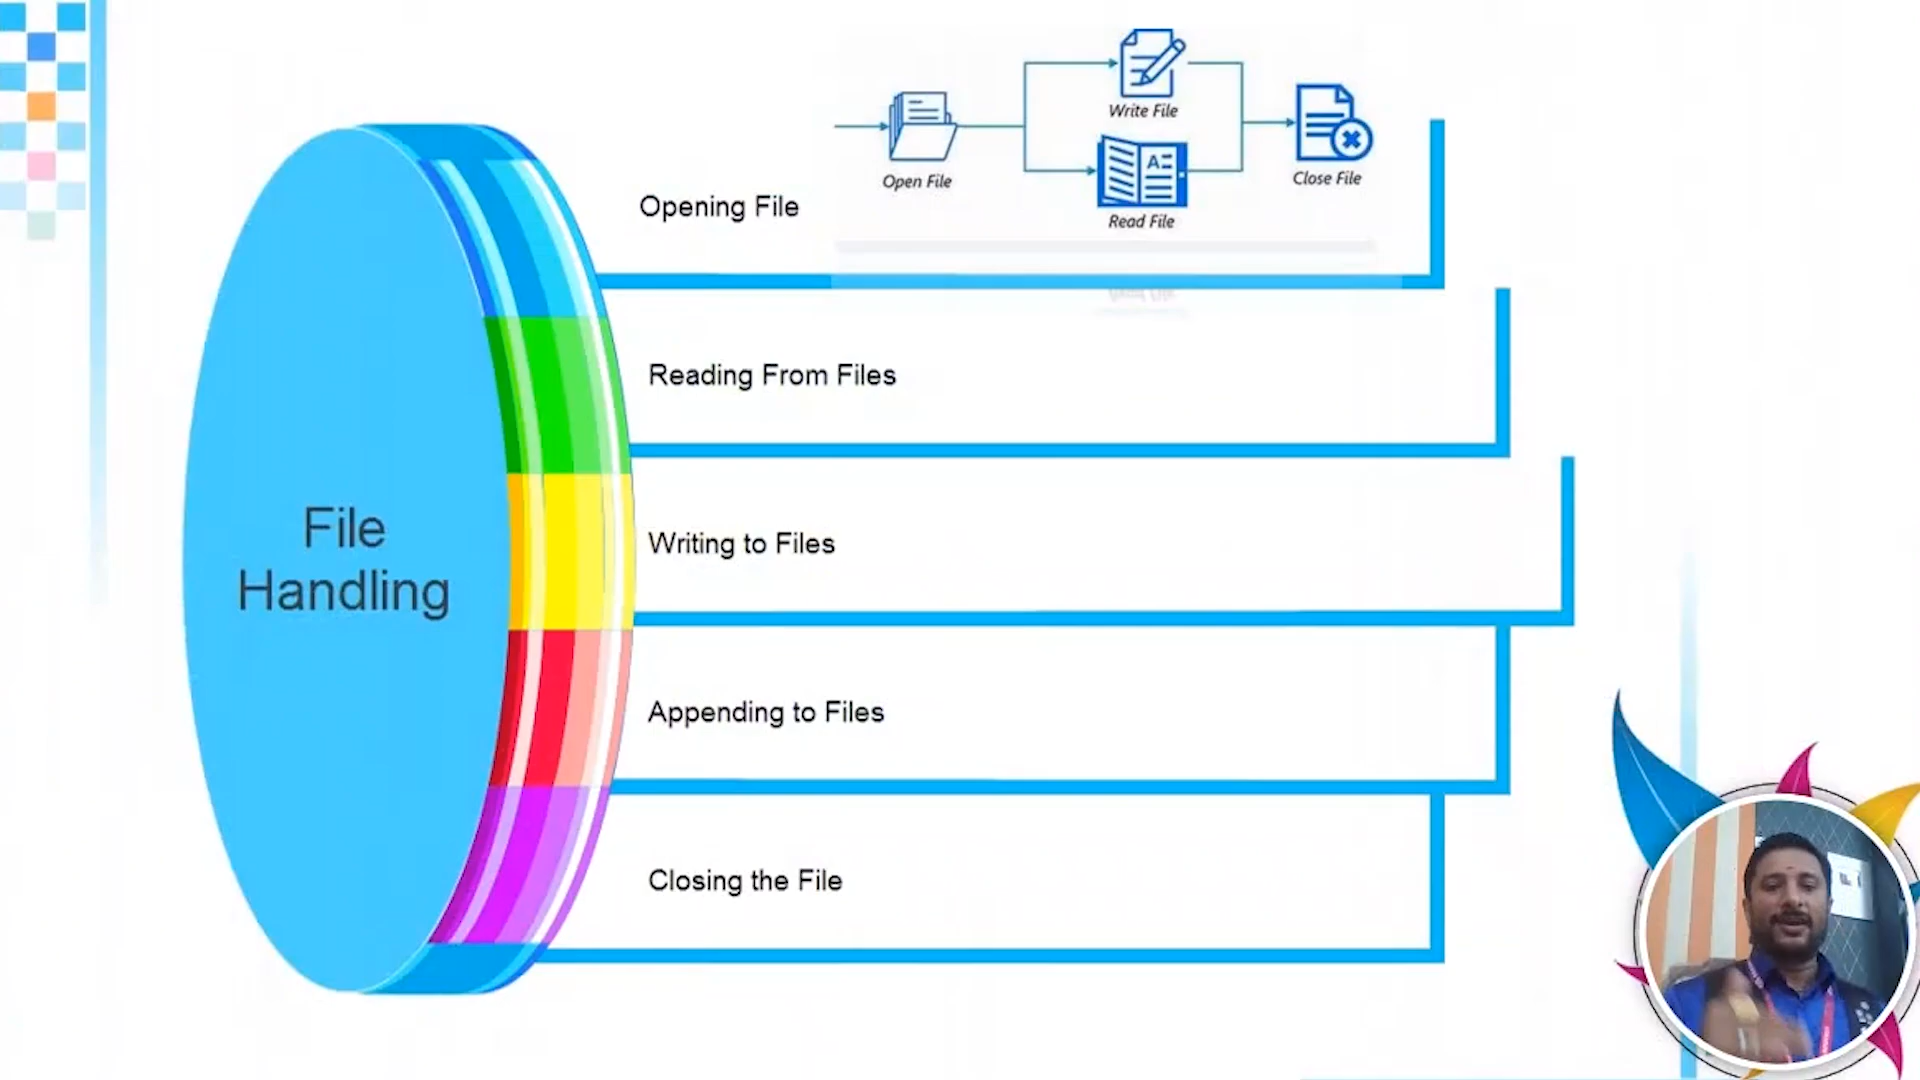 Write File
Open File
Close File
Read File
Opening File
Reading From Files
File
Handling
Writing to Files
Appending to Files
Closing the File